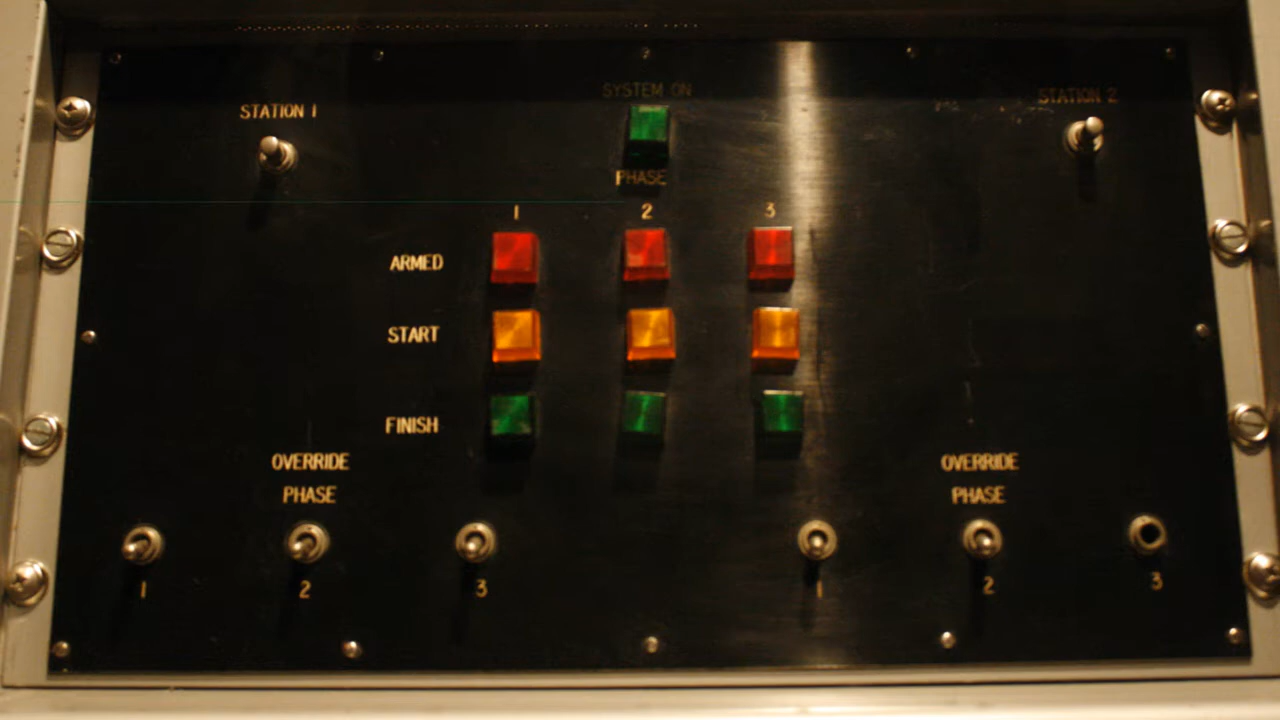 SYSTEM ON
STATION 1
STATION 2
PHASE
1 2 3
ARMED
START
FINISH
OVERRIDE
PHASE
1 2 3
OVERRIDE
PHASE
1 2 3